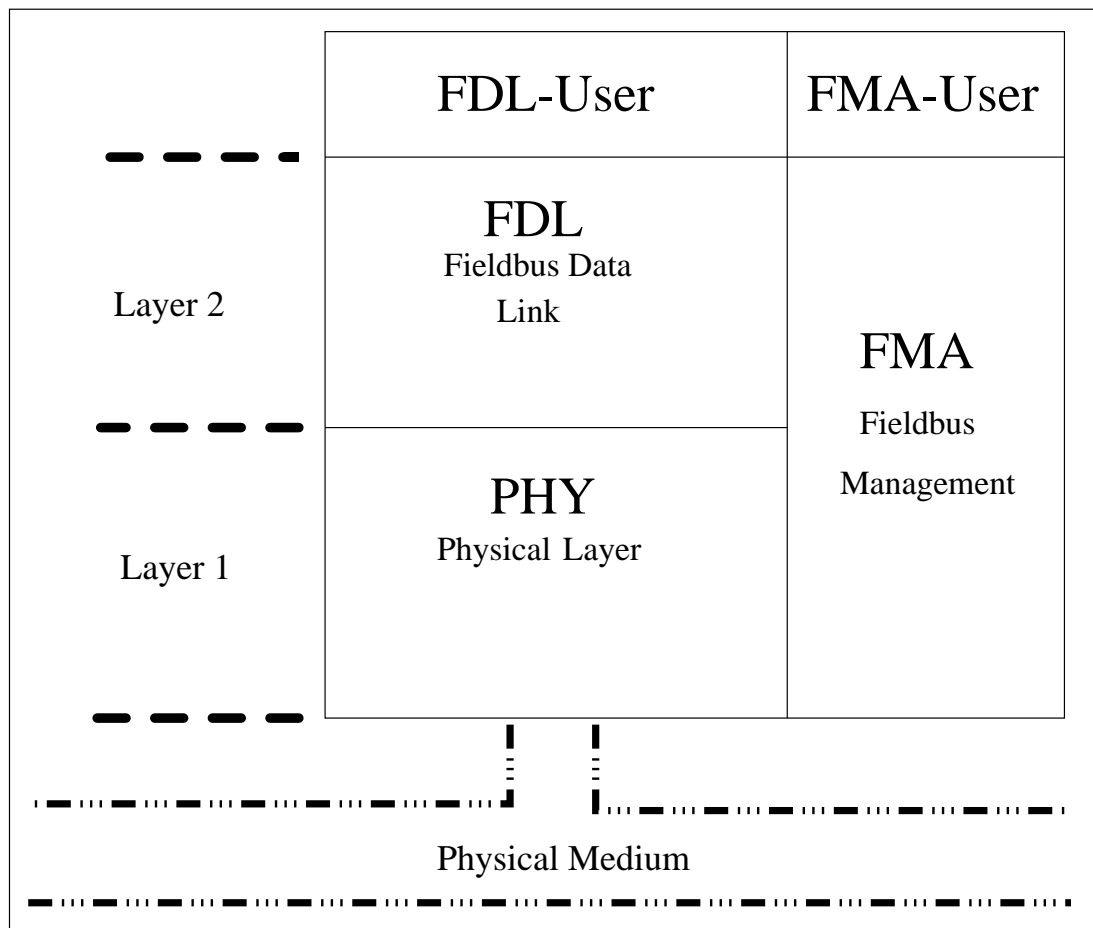 FDL-User
FMA-User
FDL
Fieldbus Data
Link
Layer 2
FMA
Fieldbus
Management
PHY
Physical Layer
Layer 1
Physical Medium